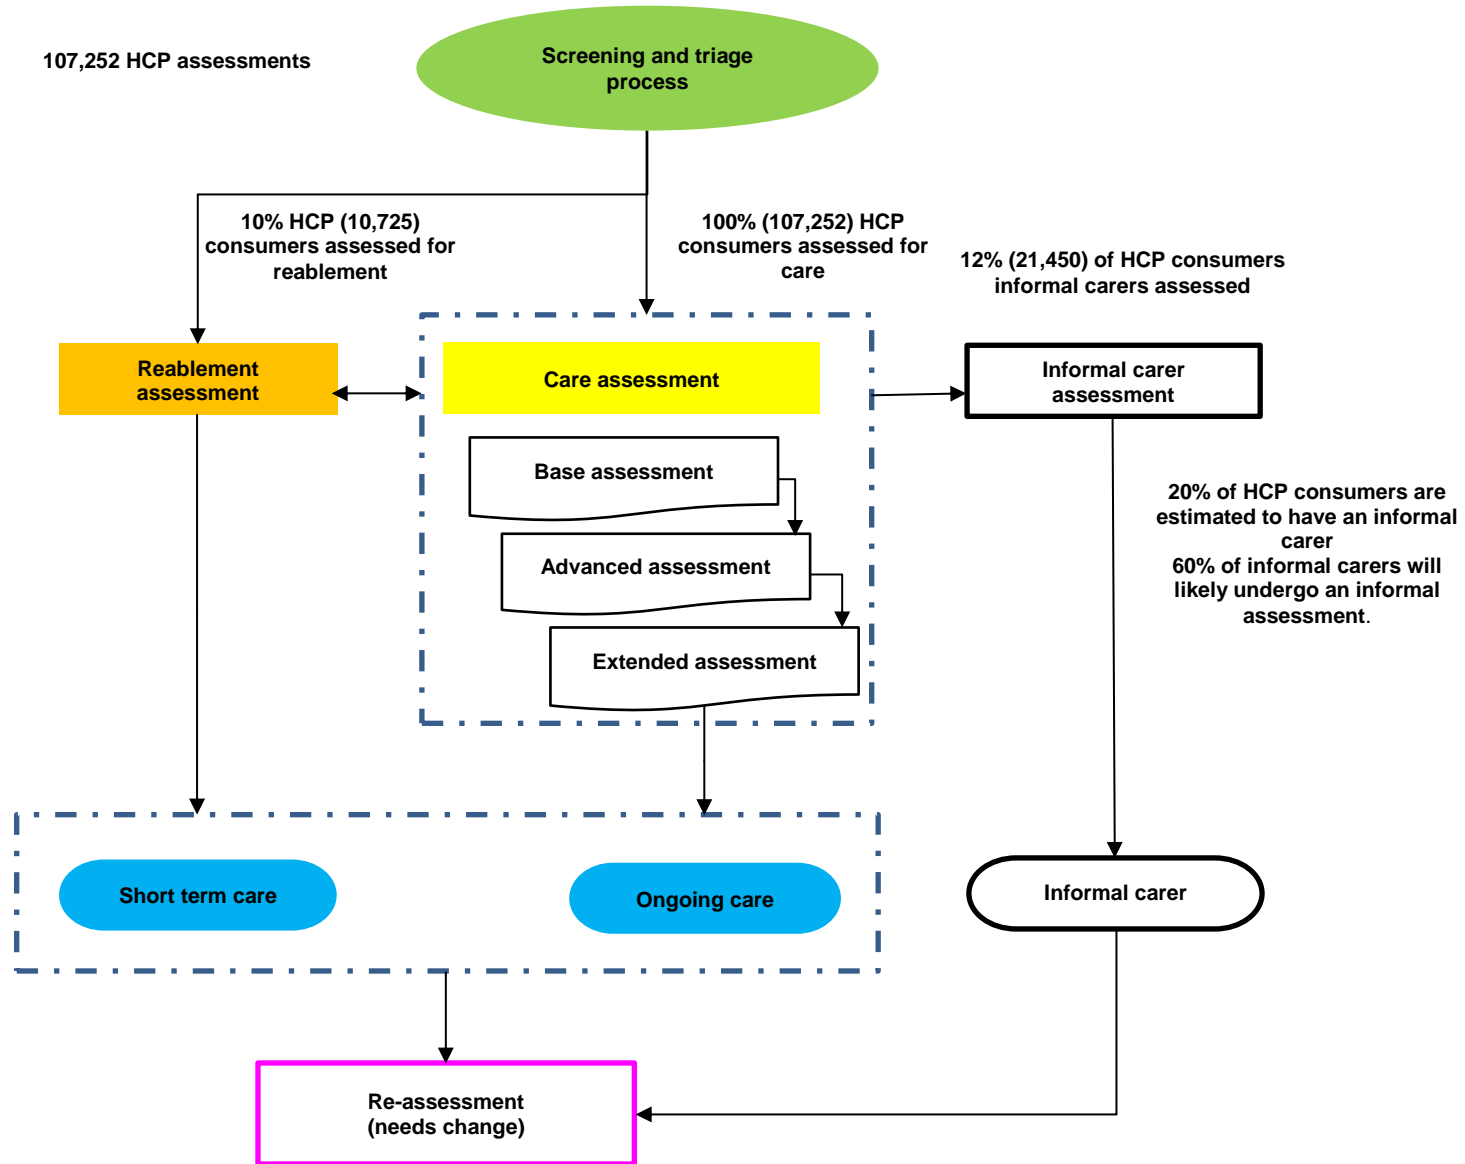 107,252 HCP assessments
Screening and triage
process
10% HCP (10,725)
consumers assessed for
reablement
100% (107,252) HCP
consumers assessed for
care
12% (21,450) of HCP consumers
informal carers assessed
Reablement
assessment
Care assessment
Informal carer
assessment
Base assessment
Advanced assessment
Extended assessment
20% of HCP consumers are
estimated to have an informal
carer
60% of informal carers will
likely undergo an informal
assessment.
Short term care
Ongoing care
Informal carer
Re-assessment
(needs change)